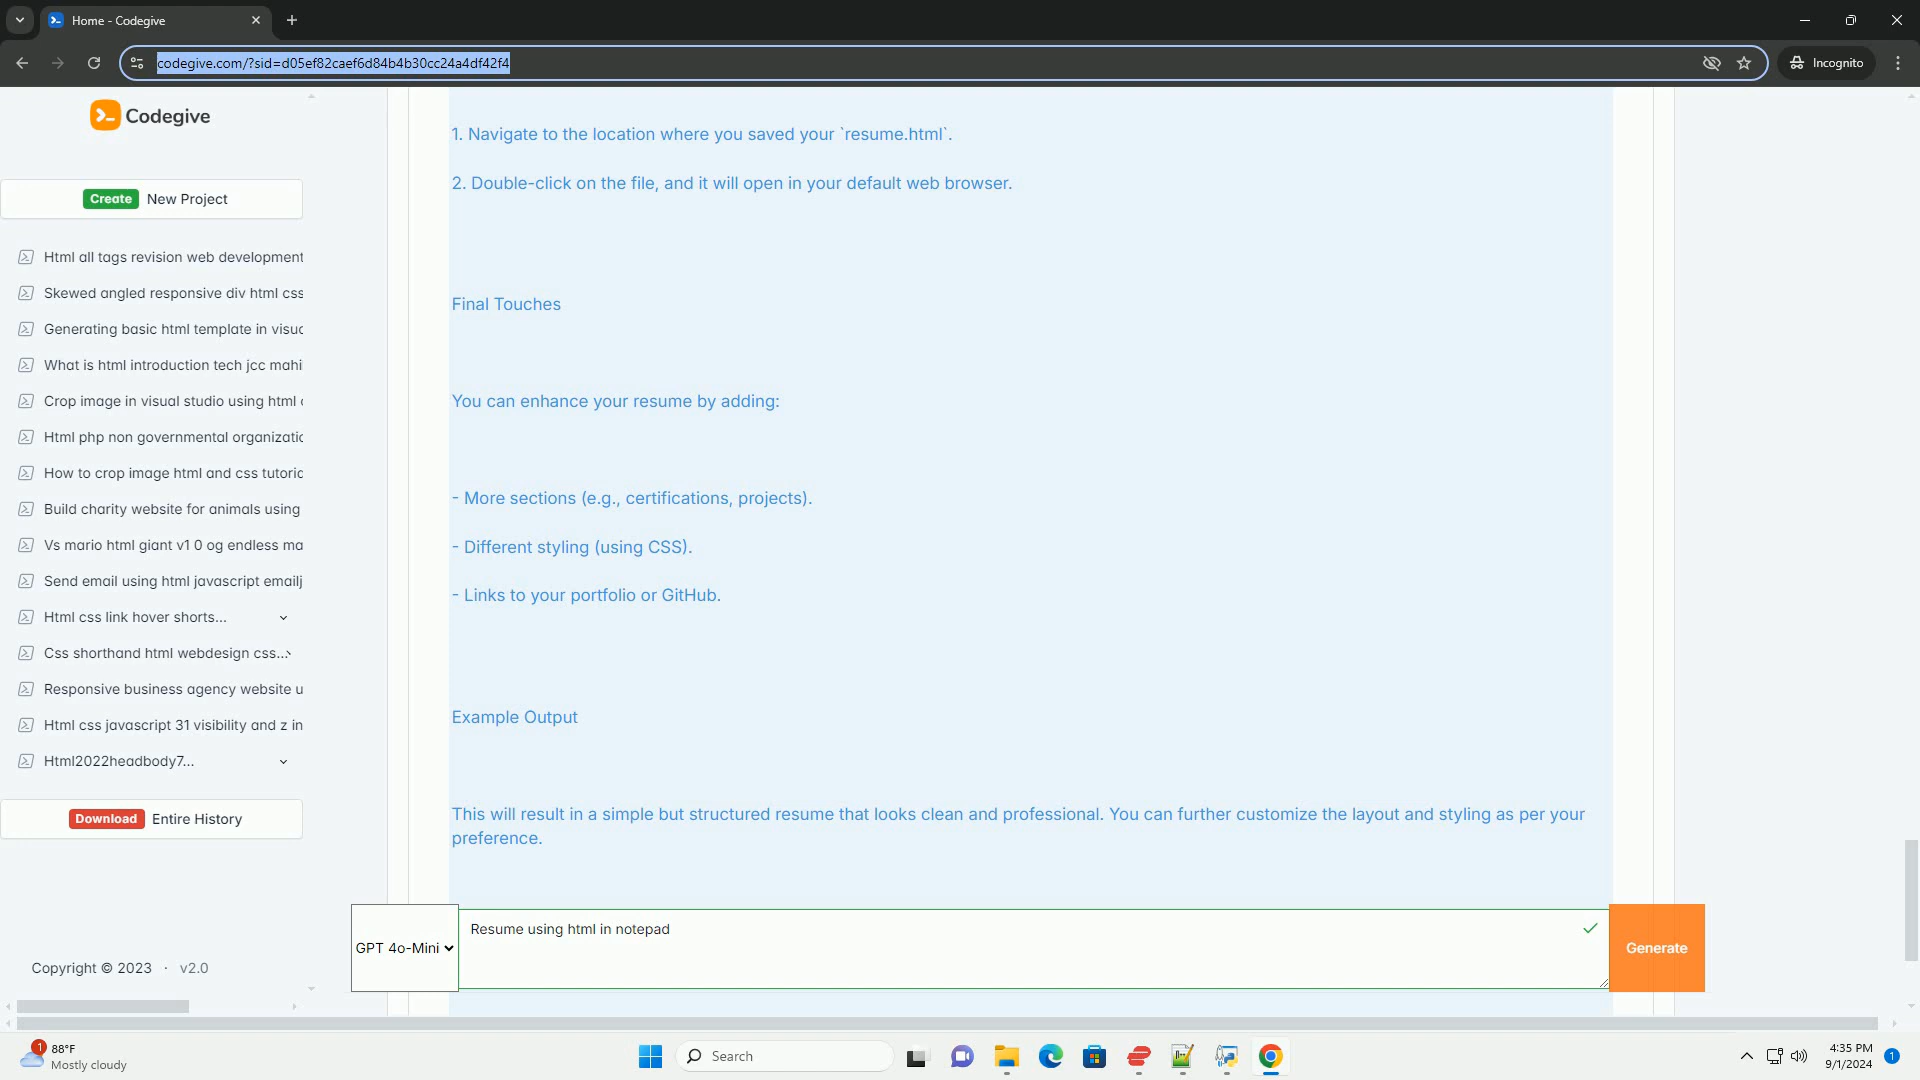 Home - Codegive
codegive.com/?sid=d05ef82caef6d84b4b30cc24a4df42f4
Incognito
Codegive
Create New Project
Html all tags revision web development
Skewed angled responsive div html css
Generating basic html template in visuc
What is html introduction tech jcc mahi
Crop image in visual studio using html
Html php non governmental organizatic
How to crop image html and css tutoric
Build charity website for animals using
Vs mario html giant v1 0 og endless ma
Send email using html javascript emailj
Html css link hover shorts...
Css shorthand html webdesign css...
Responsive business agency website u
Html css javascript 31 visibility and z in
Html2022headbody7...
Download Entire History
Copyright © 2023 · v2.0
1. Navigate to the location where you saved your `resume.html`.
2. Double-click on the file, and it will open in your default web browser.
Final Touches
You can enhance your resume by adding:
- More sections (e.g., certifications, projects).
- Different styling (using CSS).
- Links to your portfolio or GitHub.
Example Output
This will result in a simple but structured resume that looks clean and professional. You can further customize the layout and styling as per your
preference.
GPT 4o-Mini
Resume using html in notepad
Generate
1
88°F
Mostly cloudy
Search
4:35 PM
9/1/2024
1